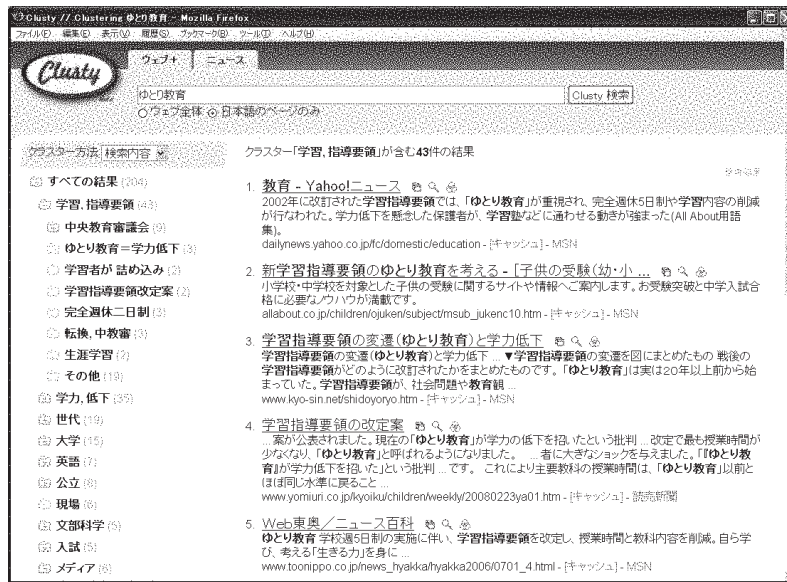 Clusty // Clustering ゆとり教育 - Mozilla Firefox
ファイル(F) 編集(E) 表示(V) 履歴(S) ブックマーク(B) ツール(T) ヘルプ(H)
Clusty
ウェブ+ ニュース
ゆとり教育 Clusty 検索
ウェブ全体 日本語のページのみ
クラスター方法 検索内容
すべての結果 (204)
学習, 指導要領 (43)
中央教育審議会 (9)
ゆとり教育=学力低下 (3)
学習者が 詰め込み (2)
学習指導要領改定案 (2)
完全週休二日制 (3)
転換, 中教審 (3)
生涯学習 (2)
その他 (19)
学力, 低下 (35)
世代 (19)
大学 (15)
英語 (7)
公立 (8)
現場 (6)
文部科学 (5)
入試 (5)
メディア (6)
クラスター「学習, 指導要領」が含む43件の結果
1. 教育 - Yahoo!ニュース
2002年に改訂された学習指導要領では、「ゆとり教育」が重視され、完全週休5日制や学習内容の削減
が行なわれた。学力低下を懸念した保護者が、学習塾などに通わせる動きが強まった(All About用語
集)。
dailynews.yahoo.co.jp/fc/domestic/education - [キャッシュ] - MSN
2. 新学習指導要領のゆとり教育を考える - [子供の受験(幼・小 ...
小学校・中学校を対象とした子供の受験に関するサイトや情報へご案内します。お受験突破と中学入試合
格に必要なノウハウが満載です。
allabout.co.jp/children/ojuken/subject/msub_jukenc10.htm - [キャッシュ] - MSN
3. 学習指導要領の変遷(ゆとり教育)と学力低下
学習指導要領の変遷(ゆとり教育)と学力低下 ... ▼学習指導要領の変遷を図にまとめたもの 戦後の
学習指導要領がどのように改訂されたかをまとめたものです。「ゆとり教育」は実は20年以上前から始
まっていた。学習指導要領が、社会問題や教育観 ...
www.kyo-sin.net/shidoyoryo.htm - [キャッシュ] - MSN
4. 学習指導要領の改定案
... 案が公表されました。現在の「ゆとり教育」が学力の低下を招いたという批判 ... 改定で最も授業時間が
少なくなり、「ゆとり教育」と呼ばれるようになりました。 ... 者に大きなショックを与えました。「『ゆとり教
育』が学力低下を招いた」という批判 ... です。 これにより主要教科の授業時間は、「ゆとり教育」以前と
ほぼ同じ水準に戻ること ...
www.yomiuri.co.jp/kyoiku/children/weekly/20080223ya01.htm - [キャッシュ] - 読売新聞
5. Web東奥/ニュース百科
ゆとり教育 学校週5日制の実施に伴い、学習指導要領を改定し、授業時間と教科内容を削減。自ら学
び、考える「生きる力」を身に ...
www.toonippo.co.jp/news_hyakka/hyakka2006/0701_4.html - [キャッシュ] - MSN